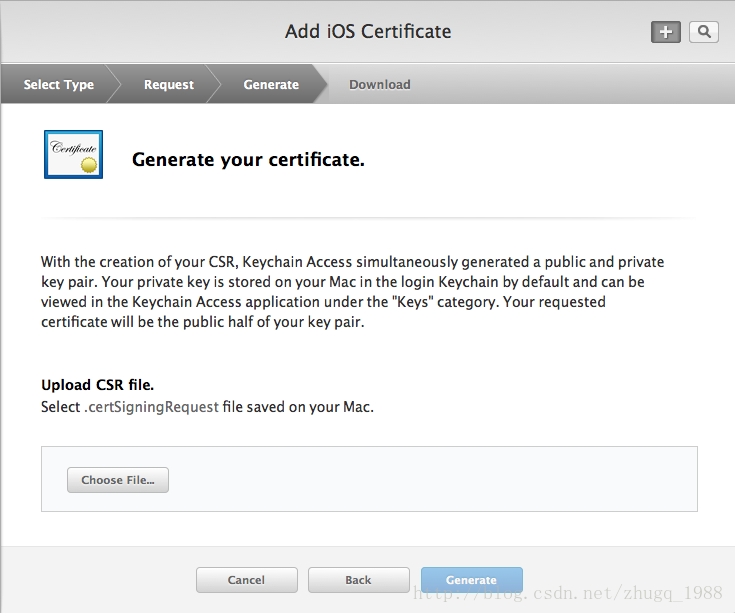 Add iOS Certificate
Select Type
Request
Generate
Download
Certificate
Generate your certificate.
With the creation of your CSR, Keychain Access simultaneously generated a public and private
key pair. Your private key is stored on your Mac in the login Keychain by default and can be
viewed in the Keychain Access application under the "Keys" category. Your requested
certificate will be the public half of your key pair.
Upload CSR file.
Select .certSigningRequest file saved on your Mac.
Choose File...
Cancel
Back
Generate
http://blog.csdn.net/zhugq_1988